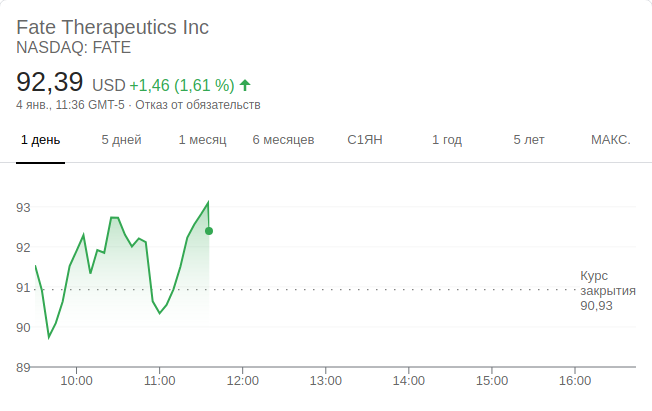 Fate Therapeutics Inc
NASDAQ: FATE
92,39 USD +1,46 (1,61 %)
4 янв., 11:36 GMT-5 · Отказ от обязательств
1 день 5 дней 1 месяц 6 месяцев С1ЯН 1 год 5 лет МАКС.
93
92
91
90
89
Курс
закрытия
90,93
10:00 11:00 12:00 13:00 14:00 15:00 16:00